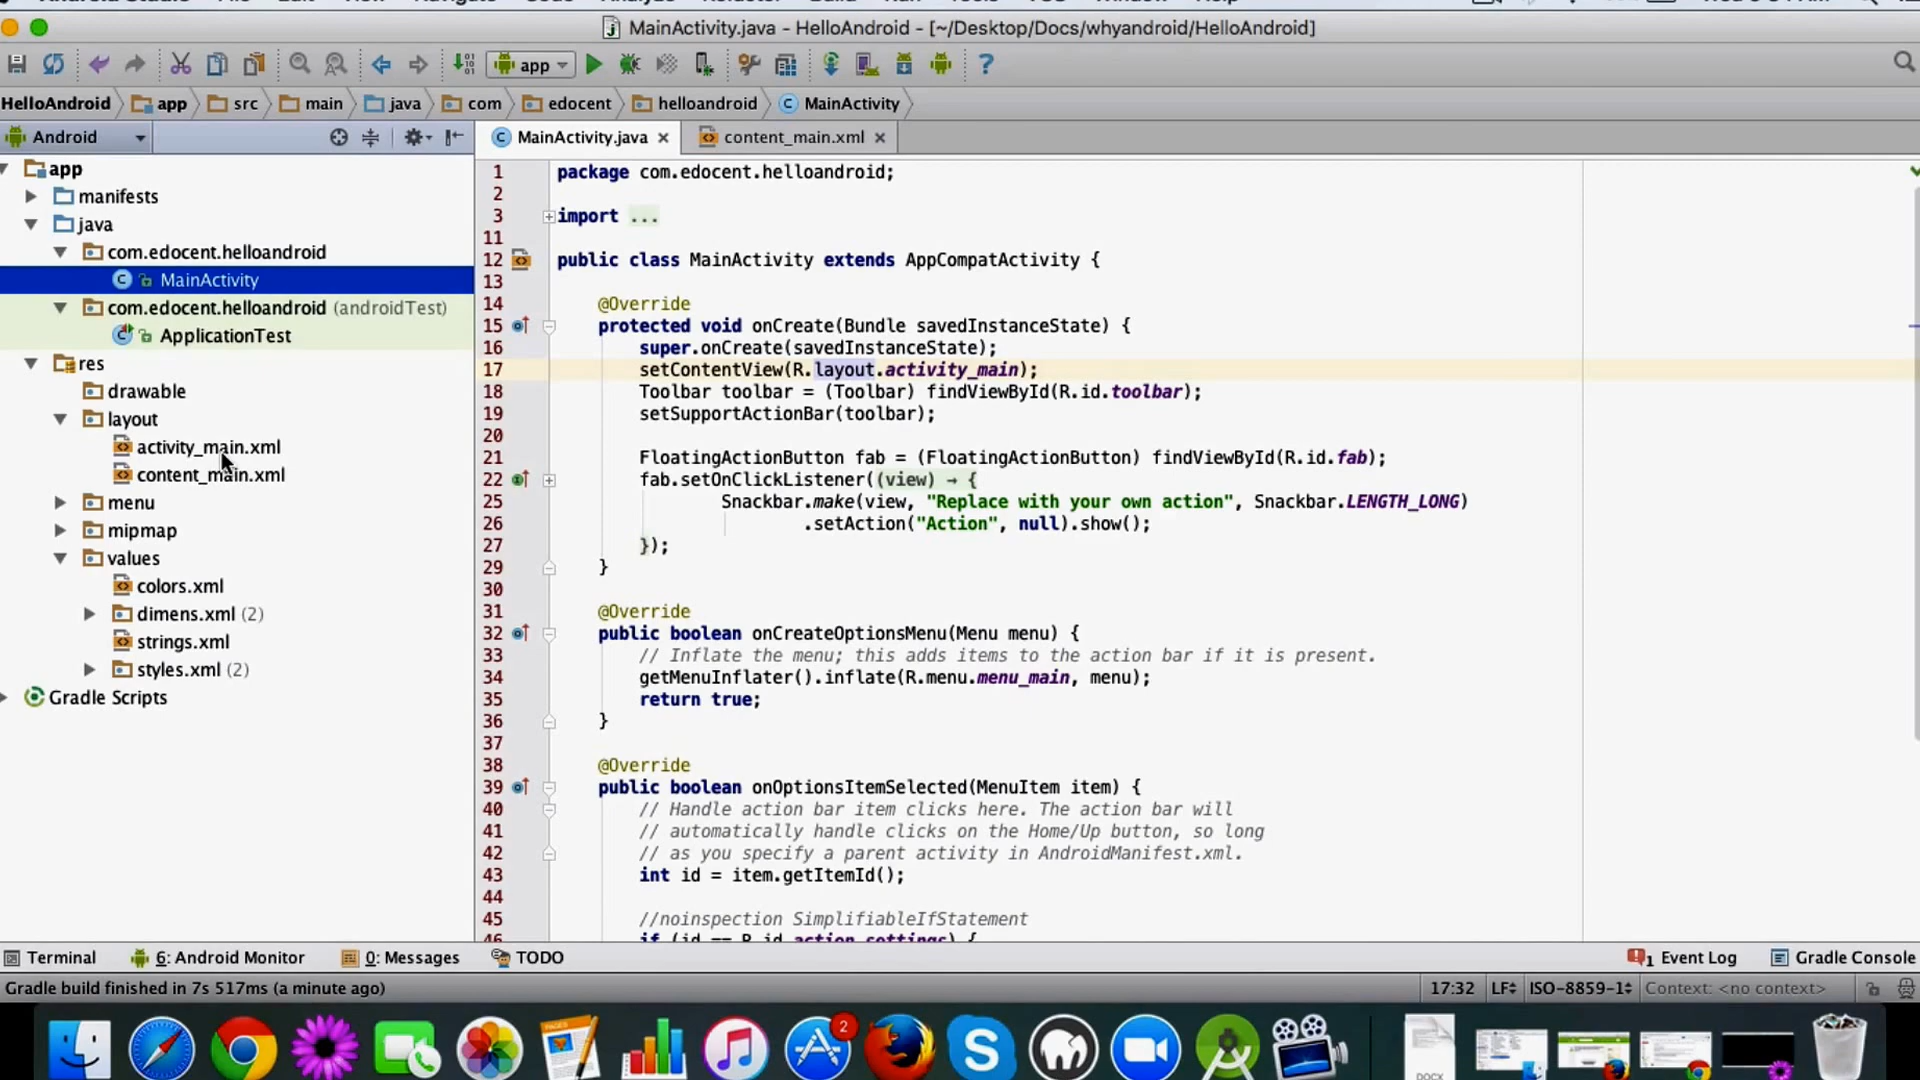 MainActivity.java - HelloAndroid - [~/Desktop/Docs/whyandroid/HelloAndroid]
app
HelloAndroid app src main java com edocent helloandroid MainActivity
Android
MainActivity.java content_main.xml
app
manifests
java
com.edocent.helloandroid
MainActivity
com.edocent.helloandroid (androidTest)
ApplicationTest
res
drawable
layout
activity_main.xml
content_main.xml
menu
mipmap
values
colors.xml
dimens.xml (2)
strings.xml
styles.xml (2)
Gradle Scripts
1 package com.edocent.helloandroid;
2
3 import ...
11
12 public class MainActivity extends AppCompatActivity {
13
14 @Override
15 protected void onCreate(Bundle savedInstanceState) {
16 super.onCreate(savedInstanceState);
17 setContentView(R.layout.activity_main);
18 Toolbar toolbar = (Toolbar) findViewById(R.id.toolbar);
19 setSupportActionBar(toolbar);
20
21 FloatingActionButton fab = (FloatingActionButton) findViewById(R.id.fab);
22 fab.setOnClickListener((view) → {
25 Snackbar.make(view, "Replace with your own action", Snackbar.LENGTH_LONG)
26 .setAction("Action", null).show();
27 });
29 }
30
31 @Override
32 public boolean onCreateOptionsMenu(Menu menu) {
33 // Inflate the menu; this adds items to the action bar if it is present.
34 getMenuInflater().inflate(R.menu.menu_main, menu);
35 return true;
36 }
37
38 @Override
39 public boolean onOptionsItemSelected(MenuItem item) {
40 // Handle action bar item clicks here. The action bar will
41 // automatically handle clicks on the Home/Up button, so long
42 // as you specify a parent activity in AndroidManifest.xml.
43 int id = item.getItemId();
44
45 //noinspection SimplifiableIfStatement
46 if (id == R.id.action_settings) {
Terminal 6: Android Monitor 0: Messages TODO 1 Event Log Gradle Console
Gradle build finished in 7s 517ms (a minute ago) 17:32 LF ISO-8859-1 Context: <no context>
2
PAGES
DOCX